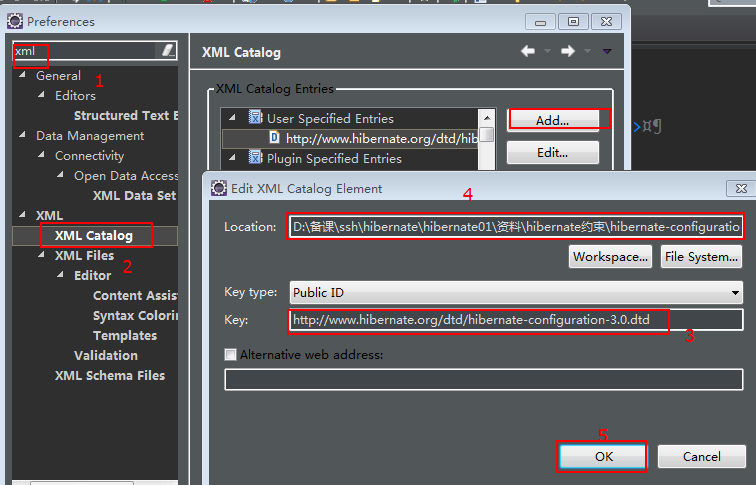 Preferences
xml
1
General
Editors
Structured Text E
Data Management
Connectivity
Open Data Access
XML Data Set
XML
XML Catalog
2
XML Files
Editor
Content Assis
Syntax Colorin
Templates
Validation
XML Schema Files
XML Catalog
XML Catalog Entries
User Specified Entries
http://www.hibernate.org/dtd/hib
Plugin Specified Entries
Add...
Edit...
Edit XML Catalog Element
4
Location:
D:\备课\ssh\hibernate\hibernate01\资料\hibernate约束\hibernate-configuratio
Workspace...
File System...
Key type:
Public ID
Key:
http://www.hibernate.org/dtd/hibernate-configuration-3.0.dtd
3
Alternative web address:
5
OK
Cancel